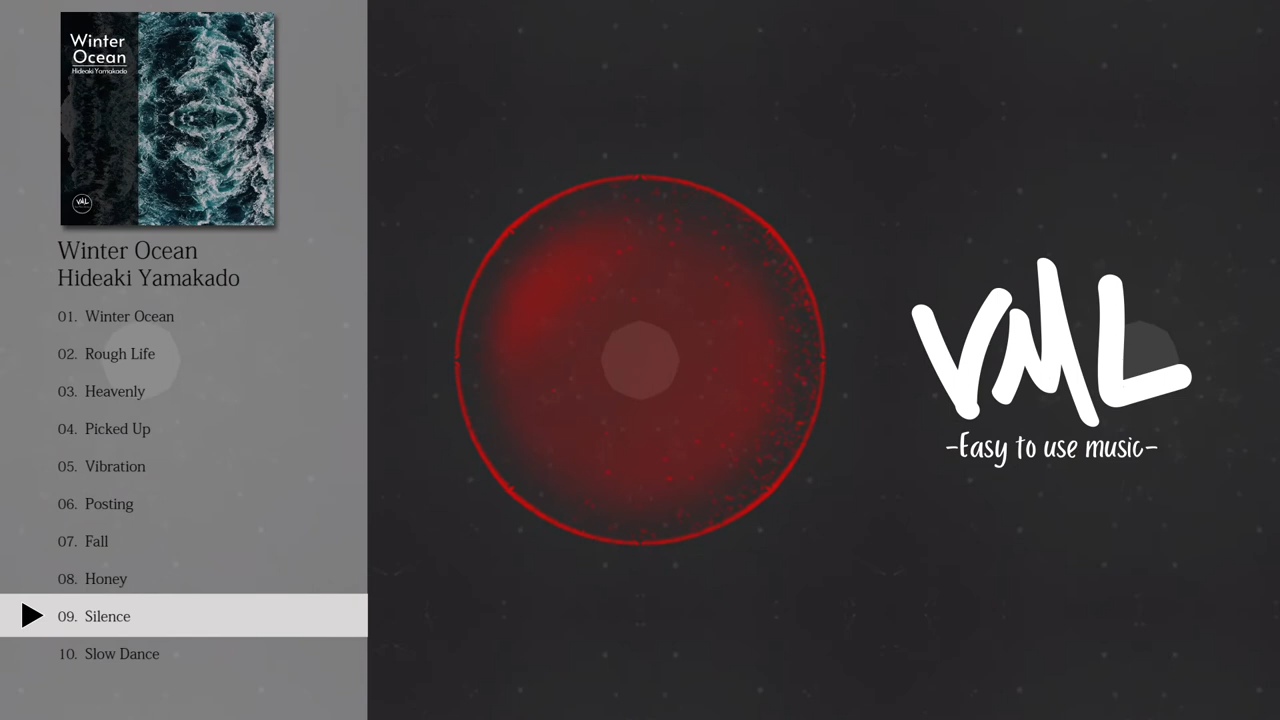 Winter
Ocean
Hideaki Yamakado
VML
Winter Ocean
Hideaki Yamakado
01. Winter Ocean
02. Rough Life
03. Heavenly
04. Picked Up
05. Vibration
06. Posting
07. Fall
08. Honey
09. Silence
10. Slow Dance
VML
-Easy to use music-